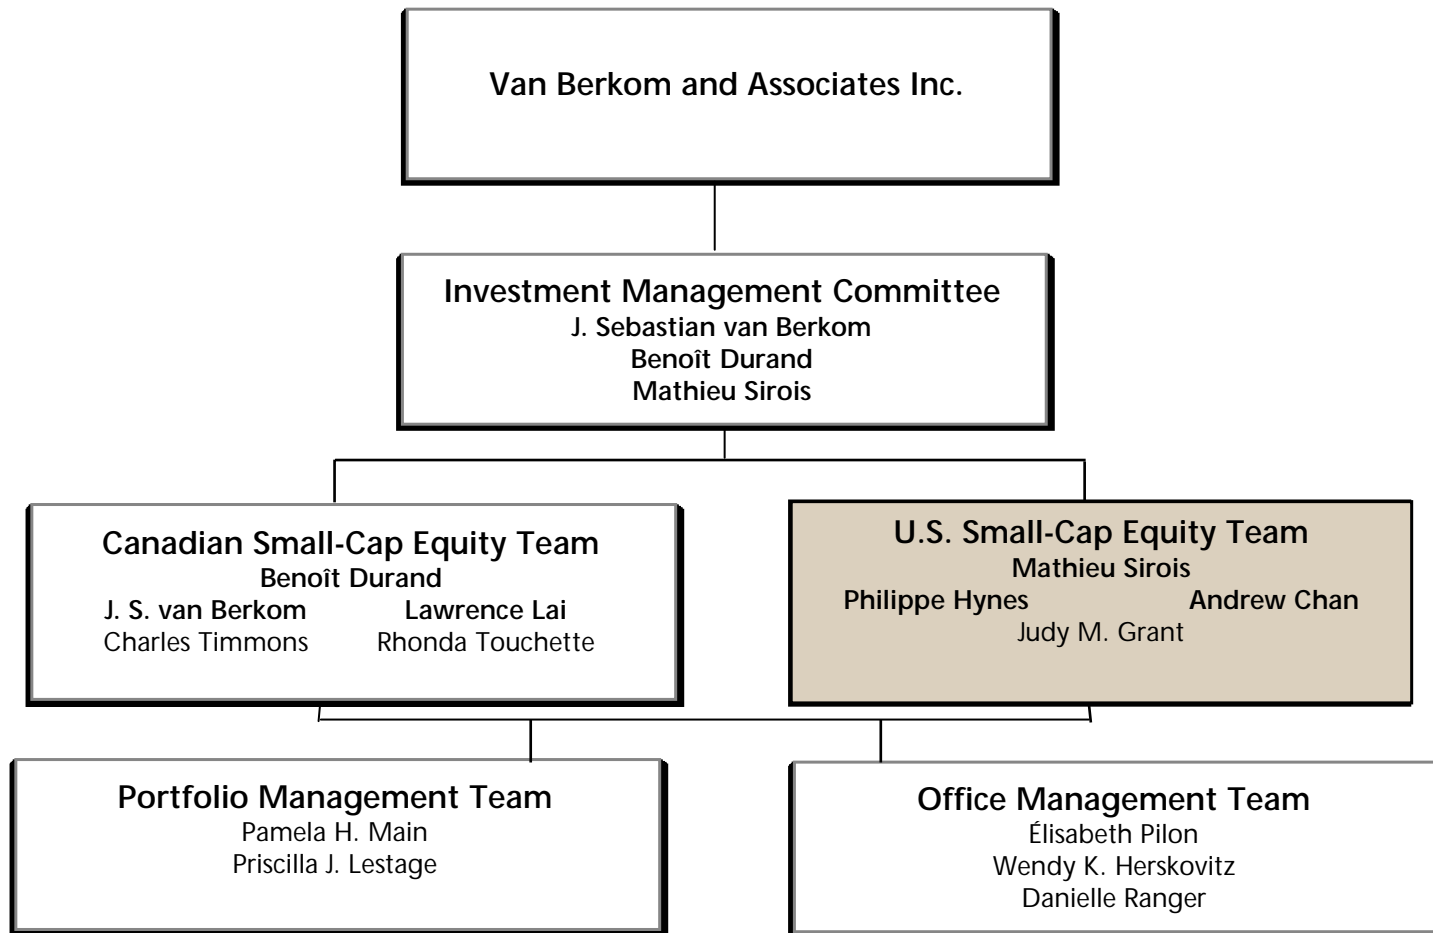 Van Berkom and Associates Inc.
Investment Management Committee
J. Sebastian van Berkom
Benoît Durand
Mathieu Sirois
Canadian Small-Cap Equity Team
Benoît Durand
J. S. van Berkom Lawrence Lai
Charles Timmons Rhonda Touchette
U.S. Small-Cap Equity Team
Mathieu Sirois
Philippe Hynes Andrew Chan
Judy M. Grant
Portfolio Management Team
Pamela H. Main
Priscilla J. Lestage
Office Management Team
Élisabeth Pilon
Wendy K. Herskovitz
Danielle Ranger